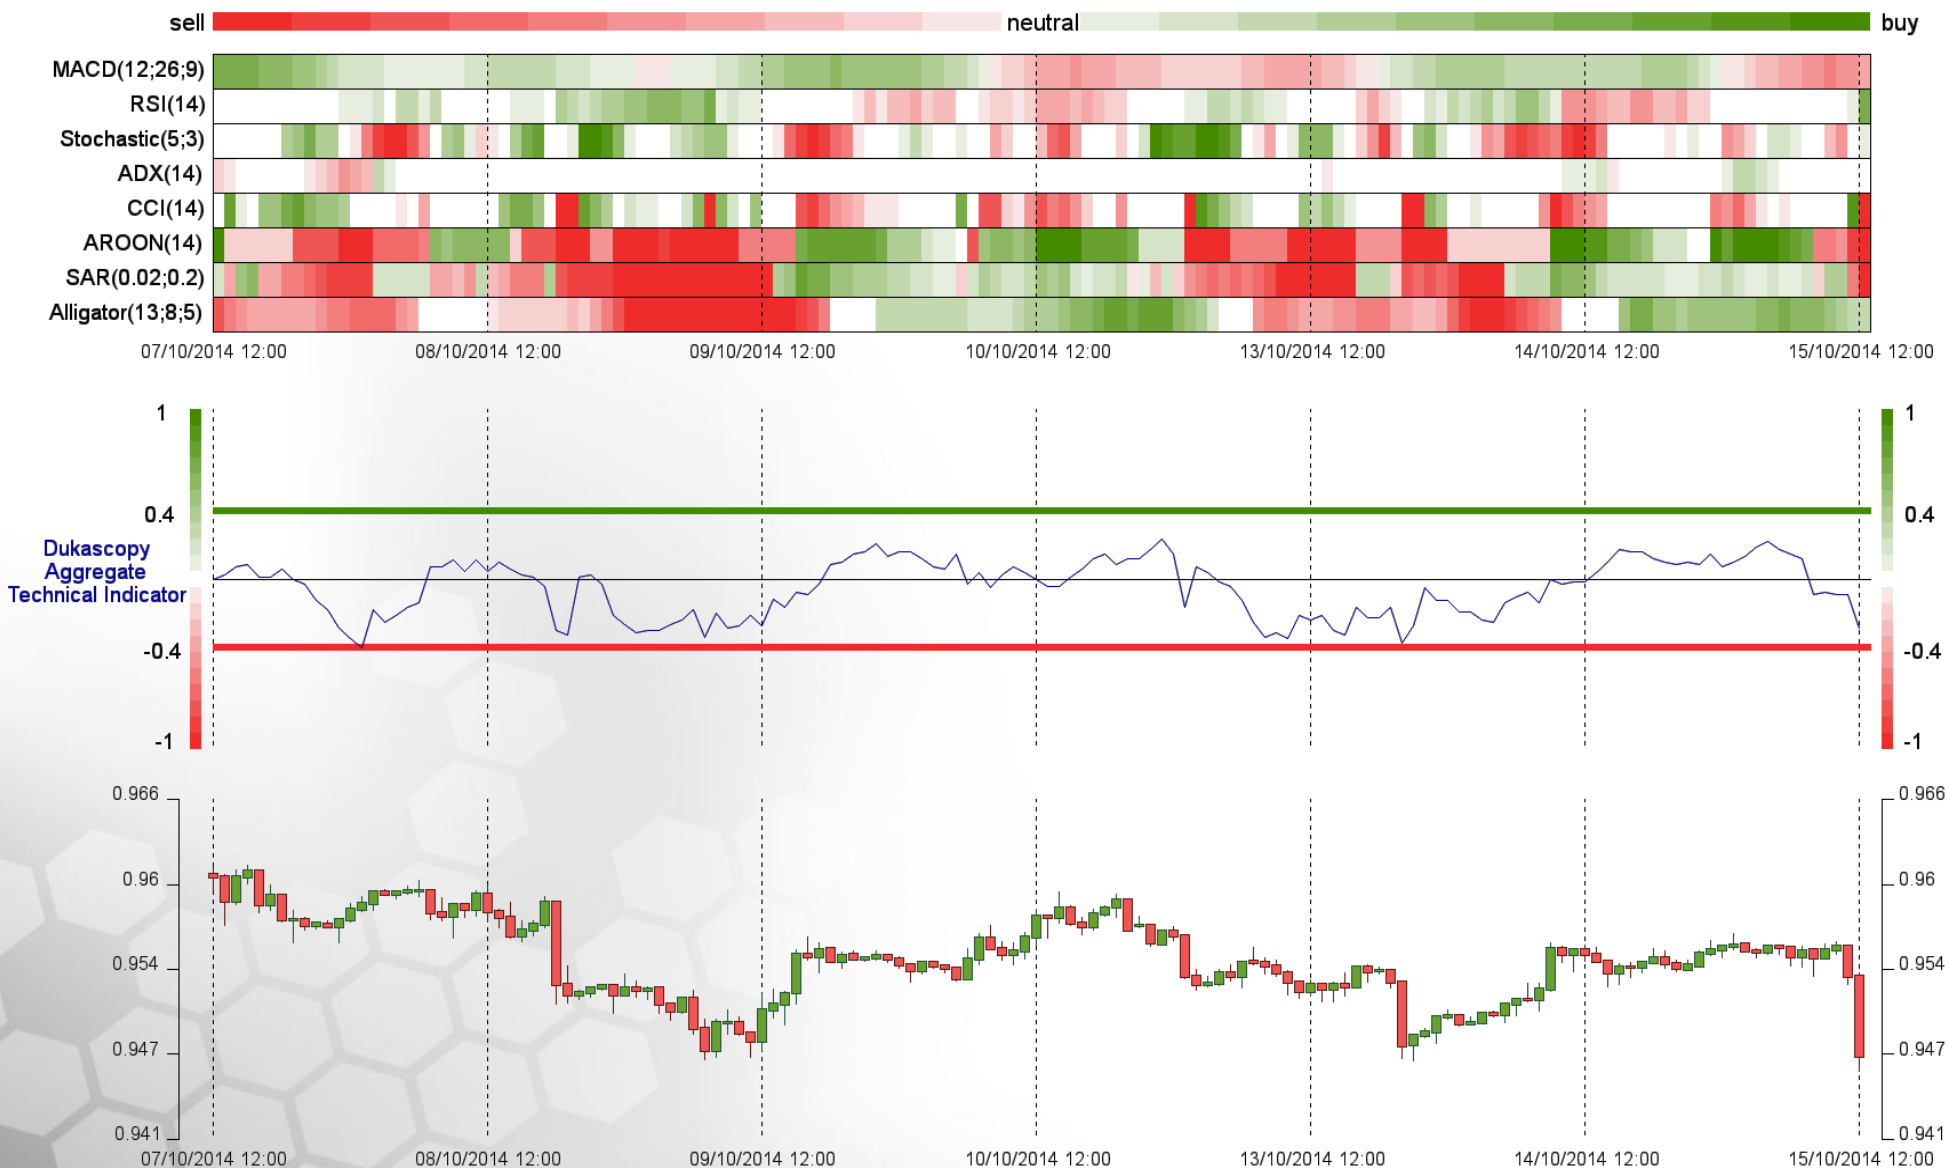 sell neutral buy
MACD(12;26;9)
RSI(14)
Stochastic(5;3)
ADX(14)
CCI(14)
AROON(14)
SAR(0.02;0.2)
Alligator(13;8;5)
07/10/2014 12:00 08/10/2014 12:00 09/10/2014 12:00 10/10/2014 12:00 13/10/2014 12:00 14/10/2014 12:00 15/10/2014 12:00
1 1
0.4 0.4
Dukascopy
Aggregate
Technical Indicator
-0.4 -0.4
-1 -1
0.966 0.966
0.96 0.96
0.954 0.954
0.947 0.947
0.941 0.941
07/10/2014 12:00 08/10/2014 12:00 09/10/2014 12:00 10/10/2014 12:00 13/10/2014 12:00 14/10/2014 12:00 15/10/2014 12:00